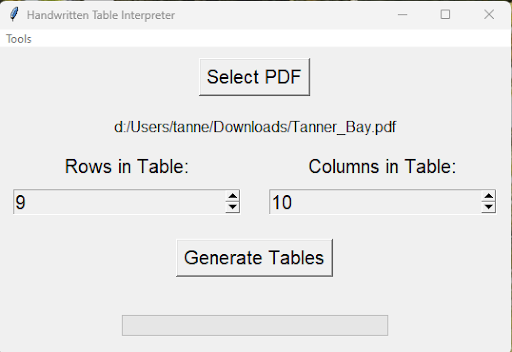 Handwritten Table Interpreter
Tools
Select PDF
d:/Users/tanne/Downloads/Tanner_Bay.pdf
Rows in Table: Columns in Table:
9 10
Generate Tables